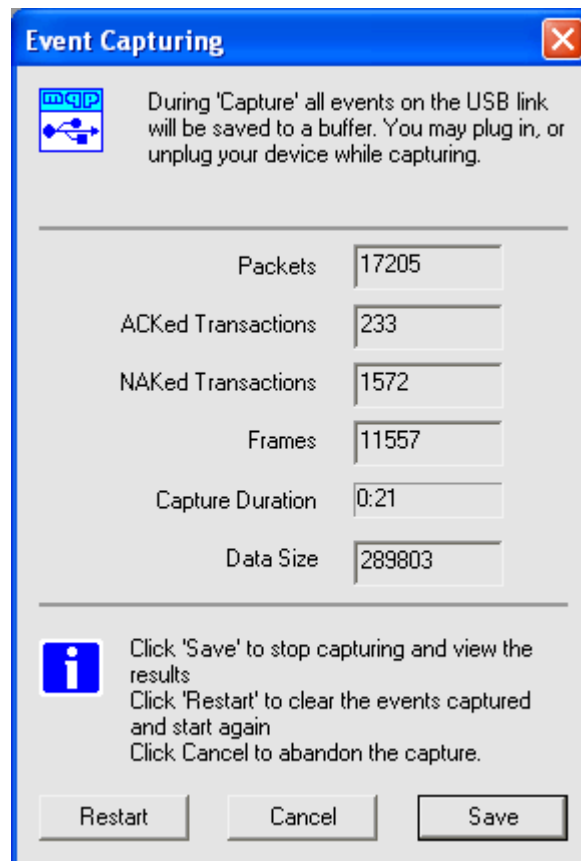 Event Capturing
mqp
During 'Capture' all events on the USB link
will be saved to a buffer. You may plug in, or
unplug your device while capturing.
Packets 17205
ACKed Transactions 233
NAKed Transactions 1572
Frames 11557
Capture Duration 0:21
Data Size 289803
Click 'Save' to stop capturing and view the
results
Click 'Restart' to clear the events captured
and start again
Click Cancel to abandon the capture.
Restart Cancel Save